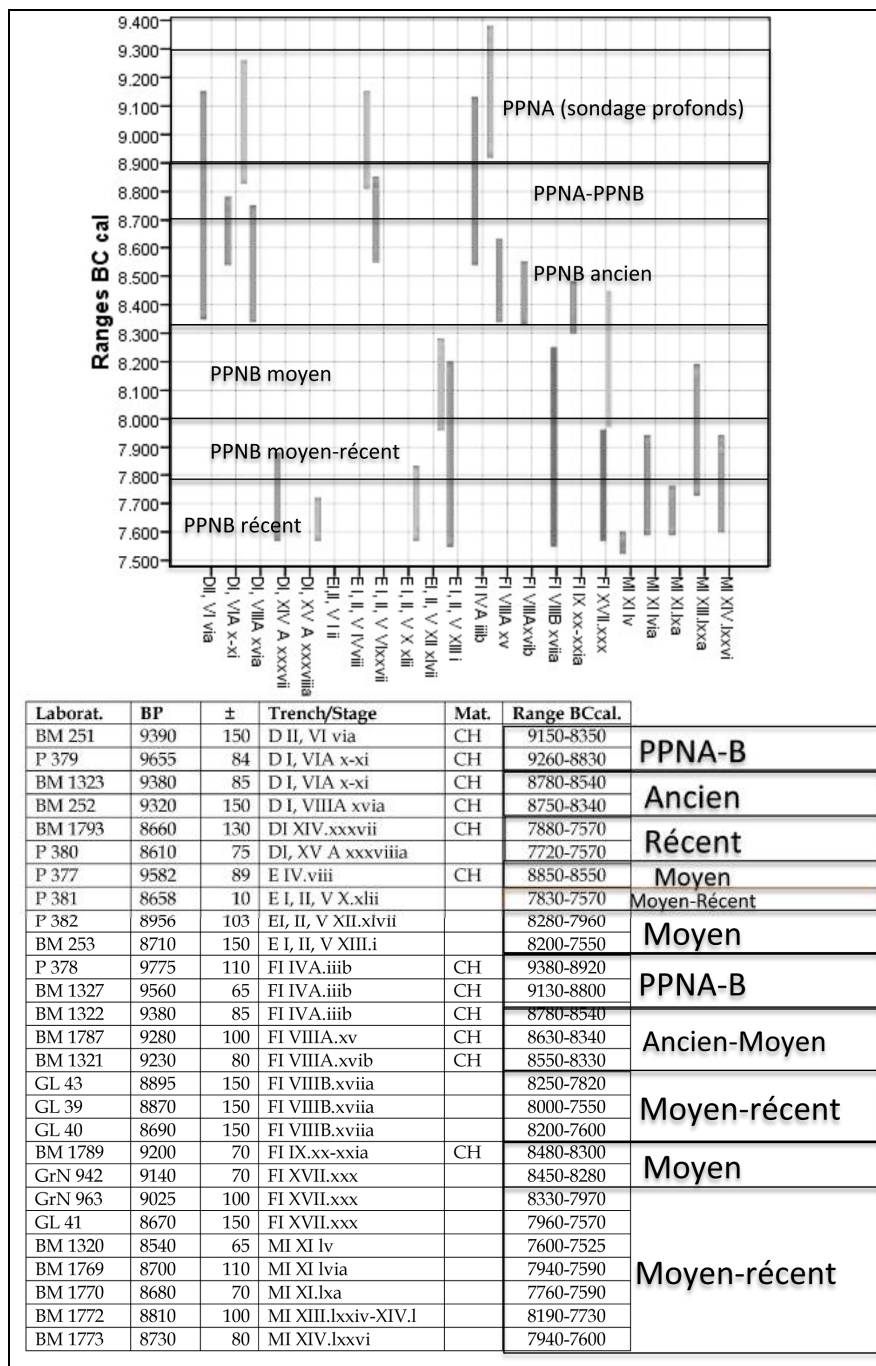 9.400
9.300
9.200
9.100
9.000
8.900
8.800
8.700
8.600
8.500
8.400
8.300
8.200
8.100
8.000
7.900
7.800
7.700
7.600
7.500
Ranges BC cal
PPNA (sondage profonds)
PPNA-PPNB
PPNB ancien
PPNB moyen
PPNB moyen-récent
PPNB récent
DII, VI via
DI, VIA x-xi
DI, VIIIA xvia
DI, XIV A xxxvii
DI, XV A xxxviiia
EI,II, V I ii
E I, II, V IVviii
E I, II, V VIxxvii
E I, II, V X xlii
EI, II, V XII xlvii
E I, II, V XIII i
FI IVA iiib
FI VIIIA xv
FI VIIIAxvib
FI VIIIB xviia
FI IX xx-xxia
FI XVII.xxx
MI XI lv
MI XI lvia
MI XI.lxa
MI XIII.lxxa
MI XIV.lxxvi
Laborat. BP ± Trench/Stage Mat. Range BCcal.
BM 251 9390 150 D II, VI via CH 9150-8350
P 379 9655 84 D I, VIA x-xi CH 9260-8830
PPNA-B
BM 1323 9380 85 D I, VIA x-xi CH 8780-8540
BM 252 9320 150 D I, VIIIA xvia CH 8750-8340
Ancien
BM 1793 8660 130 DI XIV.xxxvii CH 7880-7570
P 380 8610 75 DI, XV A xxxviiia 7720-7570
Récent
P 377 9582 89 E IV.viii CH 8850-8550 Moyen
P 381 8658 10 E I, II, V X.xlii 7830-7570 Moyen-Récent
P 382 8956 103 EI, II, V XII.xlvii 8280-7960
BM 253 8710 150 E I, II, V XIII.i 8200-7550
Moyen
P 378 9775 110 FI IVA.iiib CH 9380-8920
BM 1327 9560 65 FI IVA.iiib CH 9130-8800
PPNA-B
BM 1322 9380 85 FI IVA.iiib CH 8780-8540
BM 1787 9280 100 FI VIIIA.xv CH 8630-8340
BM 1321 9230 80 FI VIIIA.xvib CH 8550-8330
Ancien-Moyen
GL 43 8895 150 FI VIIIB.xviia 8250-7820
GL 39 8870 150 FI VIIIB.xviia 8000-7550
GL 40 8690 150 FI VIIIB.xviia 8200-7600
Moyen-récent
BM 1789 9200 70 FI IX.xx-xxia CH 8480-8300
GrN 942 9140 70 FI XVII.xxx 8450-8280
Moyen
GrN 963 9025 100 FI XVII.xxx 8330-7970
GL 41 8670 150 FI XVII.xxx 7960-7570
BM 1320 8540 65 MI XI lv 7600-7525
BM 1769 8700 110 MI XI lvia 7940-7590
BM 1770 8680 70 MI XI.lxa 7760-7590
BM 1772 8810 100 MI XIII.lxxiv-XIV.l 8190-7730
BM 1773 8730 80 MI XIV.lxxvi 7940-7600
Moyen-récent